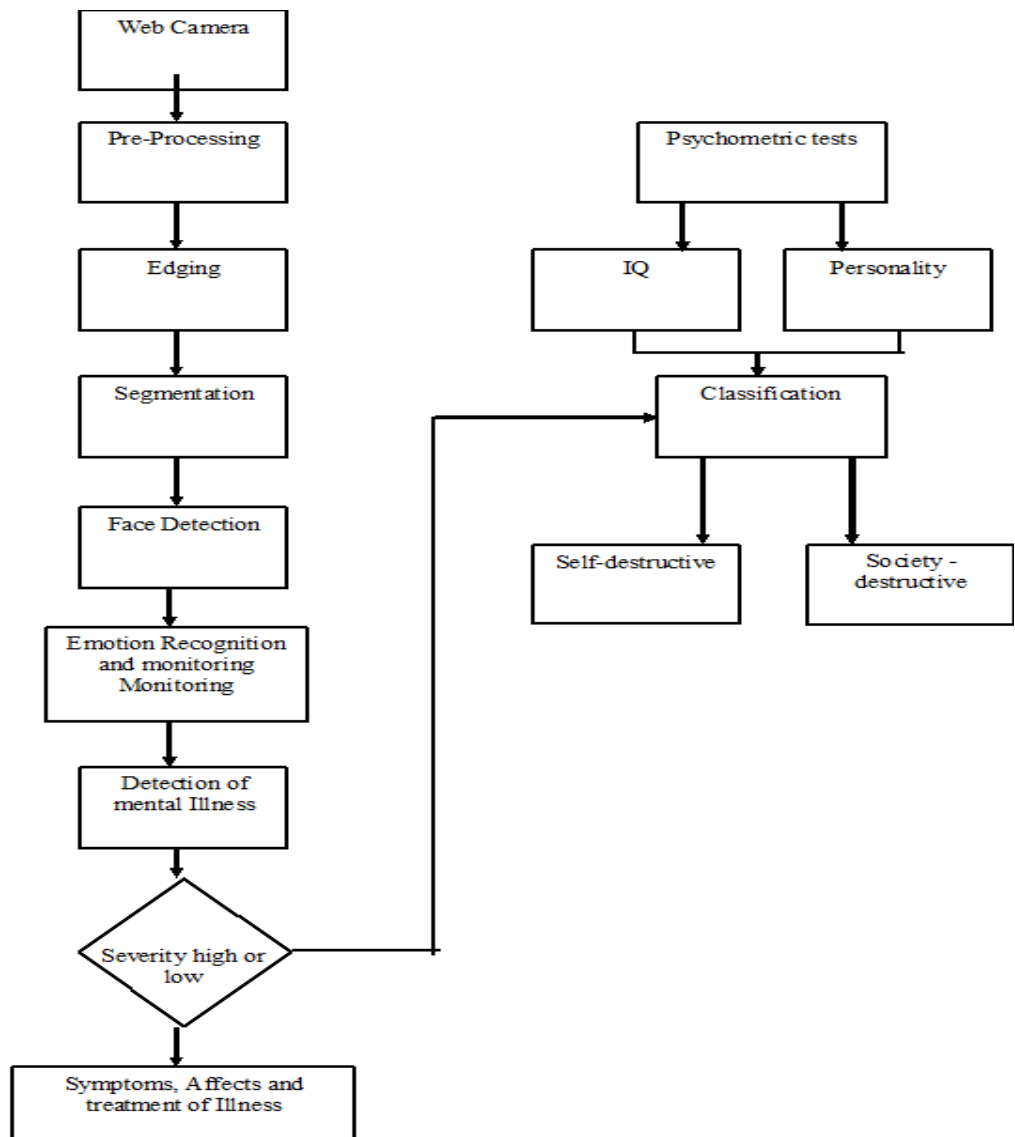 Web Camera
Pre-Processing
Edging
Segmentation
Face Detection
Emotion Recognition
and monitoring
Monitoring
Detection of
mental Illness
Severity high or
low
Symptoms, Affects and
treatment of Illness
Psychometric tests
IQ
Personality
Classification
Self-destructive
Society -
destructive